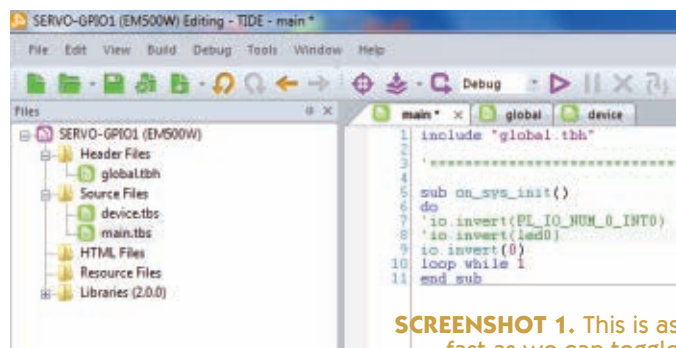 SERVO-GPIO1 (EM500W) Editing - TIDE - main *
File Edit View Build Debug Tools Window Help
Debug
Files
main * global device
SERVO-GPIO1 (EM500W)
Header Files
global.tbh
Source Files
device.tbs
main.tbs
HTML Files
Resource Files
Libraries (2.0.0)
1 include "global.tbh"
2
3 '==============================
4
5 sub on_sys_init()
6 do
7 'io.invert(PL_IO_NUM_0_INT0)
8 'io.invert(led0)
9 io.invert(0)
10 loop while 1
11 end sub
SCREENSHOT 1. This is as
fast as we can toggle